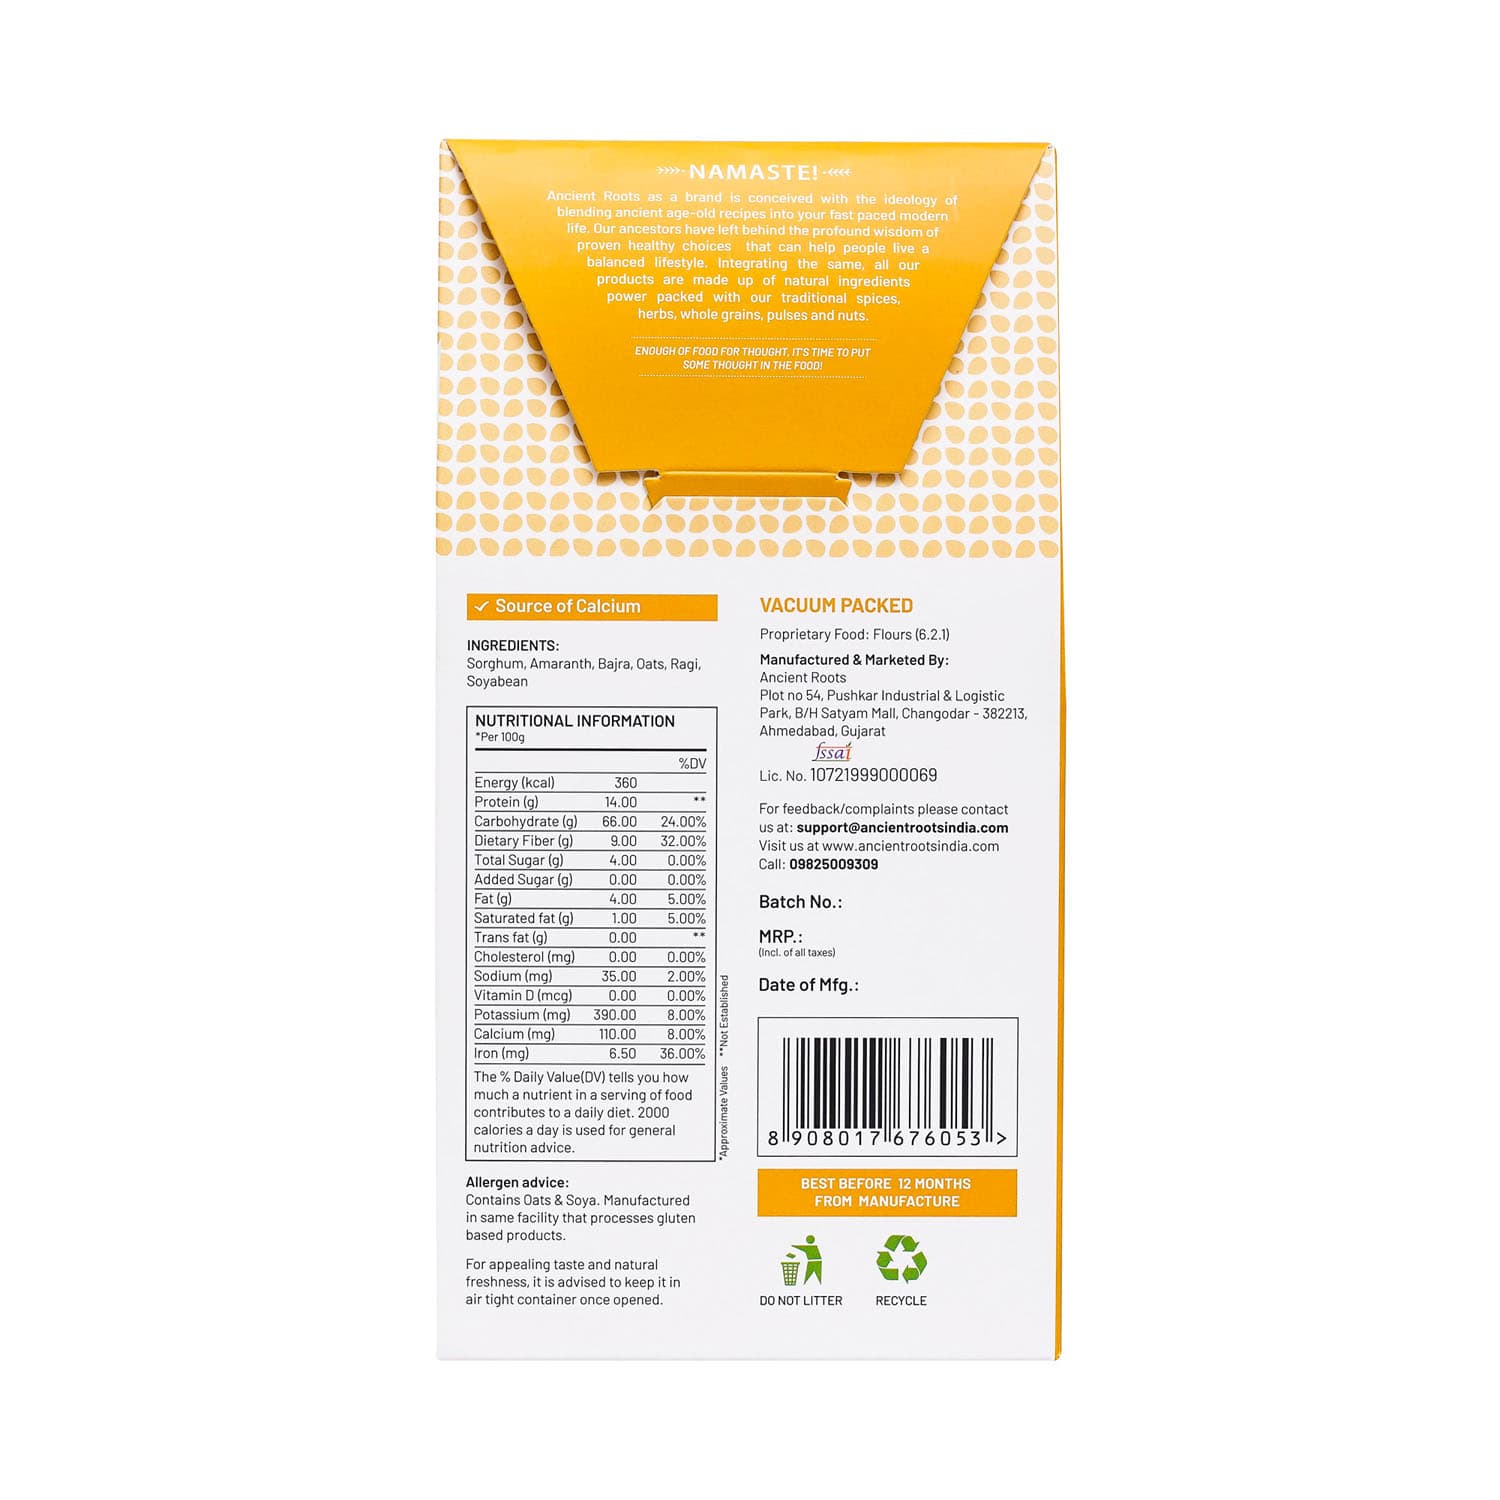 NAMASTE!
Ancient Roots as a brand is conceived with the ideology of
blending ancient age-old recipes into your fast paced modern
life. Our ancestors have left behind the profound wisdom of
proven healthy choices that can help people live a
balanced lifestyle. Integrating the same, all our
products are made up of natural ingredients
power packed with our traditional spices,
herbs, whole grains, pulses and nuts.
ENOUGH OF FOOD FOR THOUGHT, IT'S TIME TO PUT
SOME THOUGHT IN THE FOOD!
Source of Calcium
INGREDIENTS:
Sorghum, Amaranth, Bajra, Oats, Ragi,
Soyabean
NUTRITIONAL INFORMATION
*Per 100g
%DV
Energy (kcal) 360
Protein (g) 14.00 **
Carbohydrate (g) 66.00 24.00%
Dietary Fiber (g) 9.00 32.00%
Total Sugar (g) 4.00 0.00%
Added Sugar (g) 0.00 0.00%
Fat (g) 4.00 5.00%
Saturated fat (g) 1.00 5.00%
Trans fat (g) 0.00 **
Cholesterol (mg) 0.00 0.00%
Sodium (mg) 35.00 2.00%
Vitamin D (mcg) 0.00 0.00%
Potassium (mg) 390.00 8.00%
Calcium (mg) 110.00 8.00%
Iron (mg) 6.50 36.00%
The % Daily Value(DV) tells you how
much a nutrient in a serving of food
contributes to a daily diet. 2000
calories a day is used for general
nutrition advice.
*Approximate Values **Not Established
Allergen advice:
Contains Oats & Soya. Manufactured
in same facility that processes gluten
based products.
For appealing taste and natural
freshness, it is advised to keep it in
air tight container once opened.
VACUUM PACKED
Proprietary Food: Flours (6.2.1)
Manufactured & Marketed By:
Ancient Roots
Plot no 54, Pushkar Industrial & Logistic
Park, B/H Satyam Mall, Changodar - 382213,
Ahmedabad, Gujarat
fssai
Lic. No. 10721999000069
For feedback/complaints please contact
us at: support@ancientrootsindia.com
Visit us at www.ancientrootsindia.com
Call: 09825009309
Batch No.:
MRP.:
(Incl. of all taxes)
Date of Mfg.:
8 908017 676053 >
BEST BEFORE 12 MONTHS
FROM MANUFACTURE
DO NOT LITTER
RECYCLE